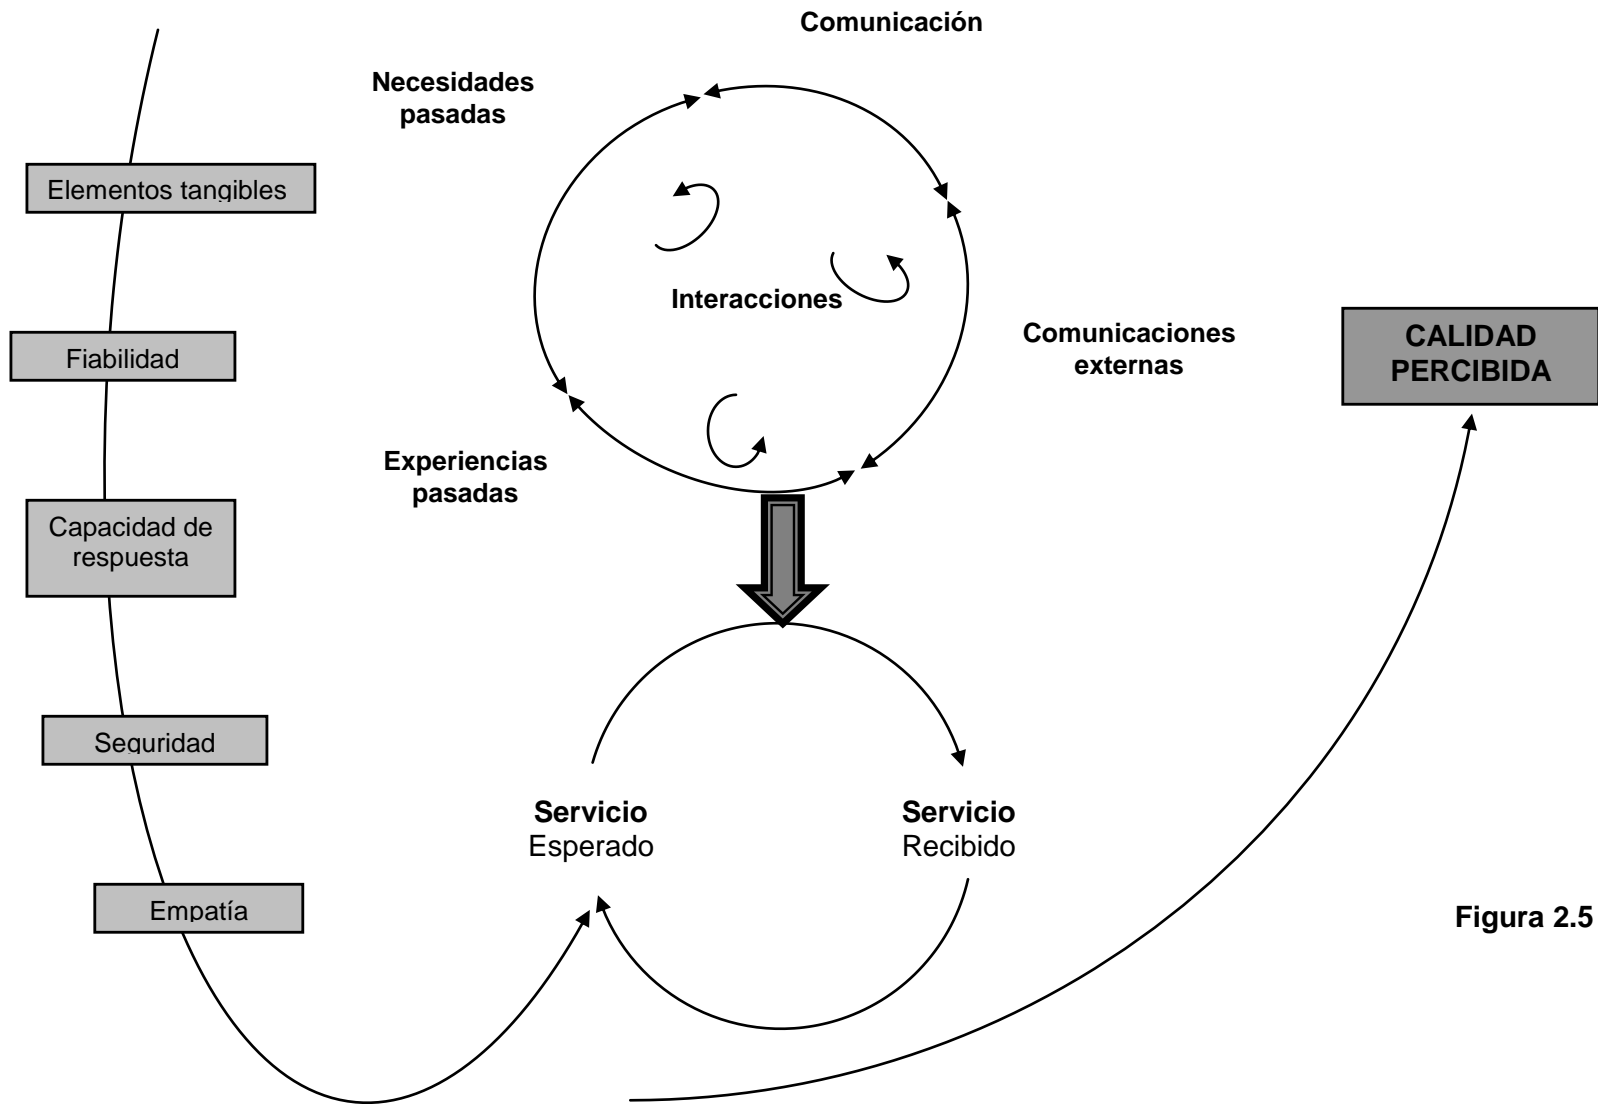 Comunicación
Necesidades
pasadas
Elementos tangibles
Interacciones
Fiabilidad
Comunicaciones
externas
CALIDAD
PERCIBIDA
Experiencias
pasadas
Capacidad de
respuesta
Seguridad
Servicio
Esperado
Servicio
Recibido
Empatía
Figura 2.5